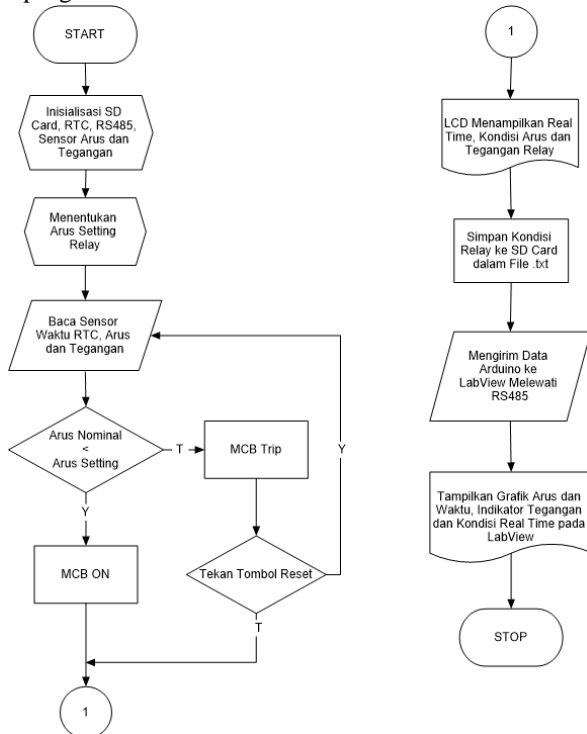 START
Inisialisasi SD
Card, RTC, RS485,
Sensor Arus dan
Tegangan
Menentukan
Arus Setting
Relay
Baca Sensor
Waktu RTC, Arus
dan Tegangan
Arus Nominal
<
Arus Setting
T
MCB Trip
Y
Y
MCB ON
Tekan Tombol Reset
T
1
1
LCD Menampilkan Real
Time, Kondisi Arus dan
Tegangan Relay
Simpan Kondisi
Relay ke SD Card
dalam File .txt
Mengirim Data
Arduino ke
LabView Melewati
RS485
Tampilkan Grafik Arus dan
Waktu, Indikator Tegangan
dan Kondisi Real Time pada
LabView
STOP